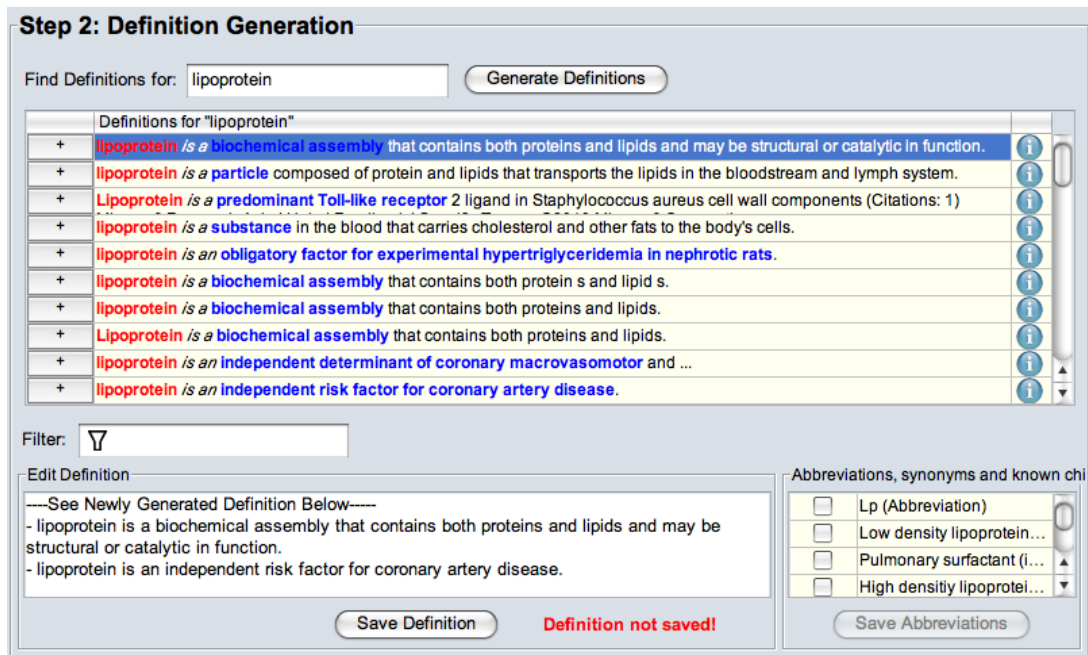 Step 2: Definition Generation
Find Definitions for: lipoprotein Generate Definitions
Definitions for "lipoprotein"
+ lipoprotein is a biochemical assembly that contains both proteins and lipids and may be structural or catalytic in function.
+ lipoprotein is a particle composed of protein and lipids that transports the lipids in the bloodstream and lymph system.
+ Lipoprotein is a predominant Toll-like receptor 2 ligand in Staphylococcus aureus cell wall components (Citations: 1)
+ lipoprotein is a substance in the blood that carries cholesterol and other fats to the body's cells.
+ lipoprotein is an obligatory factor for experimental hypertriglyceridemia in nephrotic rats.
+ lipoprotein is a biochemical assembly that contains both protein s and lipid s.
+ lipoprotein is a biochemical assembly that contains both proteins and lipids.
+ Lipoprotein is a biochemical assembly that contains both proteins and lipids.
+ lipoprotein is an independent determinant of coronary macrovasomotor and ...
+ lipoprotein is an independent risk factor for coronary artery disease.
Filter:
Edit Definition
----See Newly Generated Definition Below-----
- lipoprotein is a biochemical assembly that contains both proteins and lipids and may be
structural or catalytic in function.
- lipoprotein is an independent risk factor for coronary artery disease.
Save Definition Definition not saved!
Abbreviations, synonyms and known chi
Lp (Abbreviation)
Low density lipoprotein...
Pulmonary surfactant (i...
High densitiy lipoprotei...
Save Abbreviations